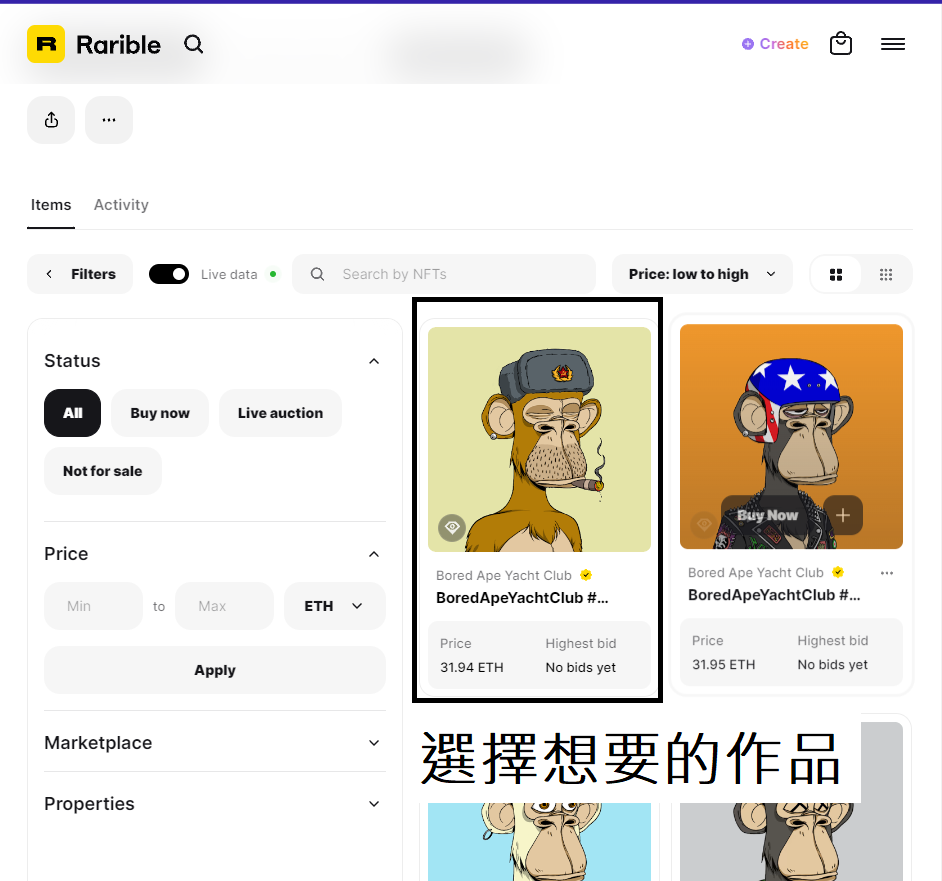 R Rarible
Create
Items Activity
Filters Live data Search by NFTs Price: low to high
Status
All Buy now Live auction
Not for sale
Price
Min to Max ETH
Apply
Marketplace
Properties
Bored Ape Yacht Club
BoredApeYachtClub #...
Price Highest bid
31.94 ETH No bids yet
Buy Now
Bored Ape Yacht Club
BoredApeYachtClub #...
Price Highest bid
31.95 ETH No bids yet
選擇想要的作品